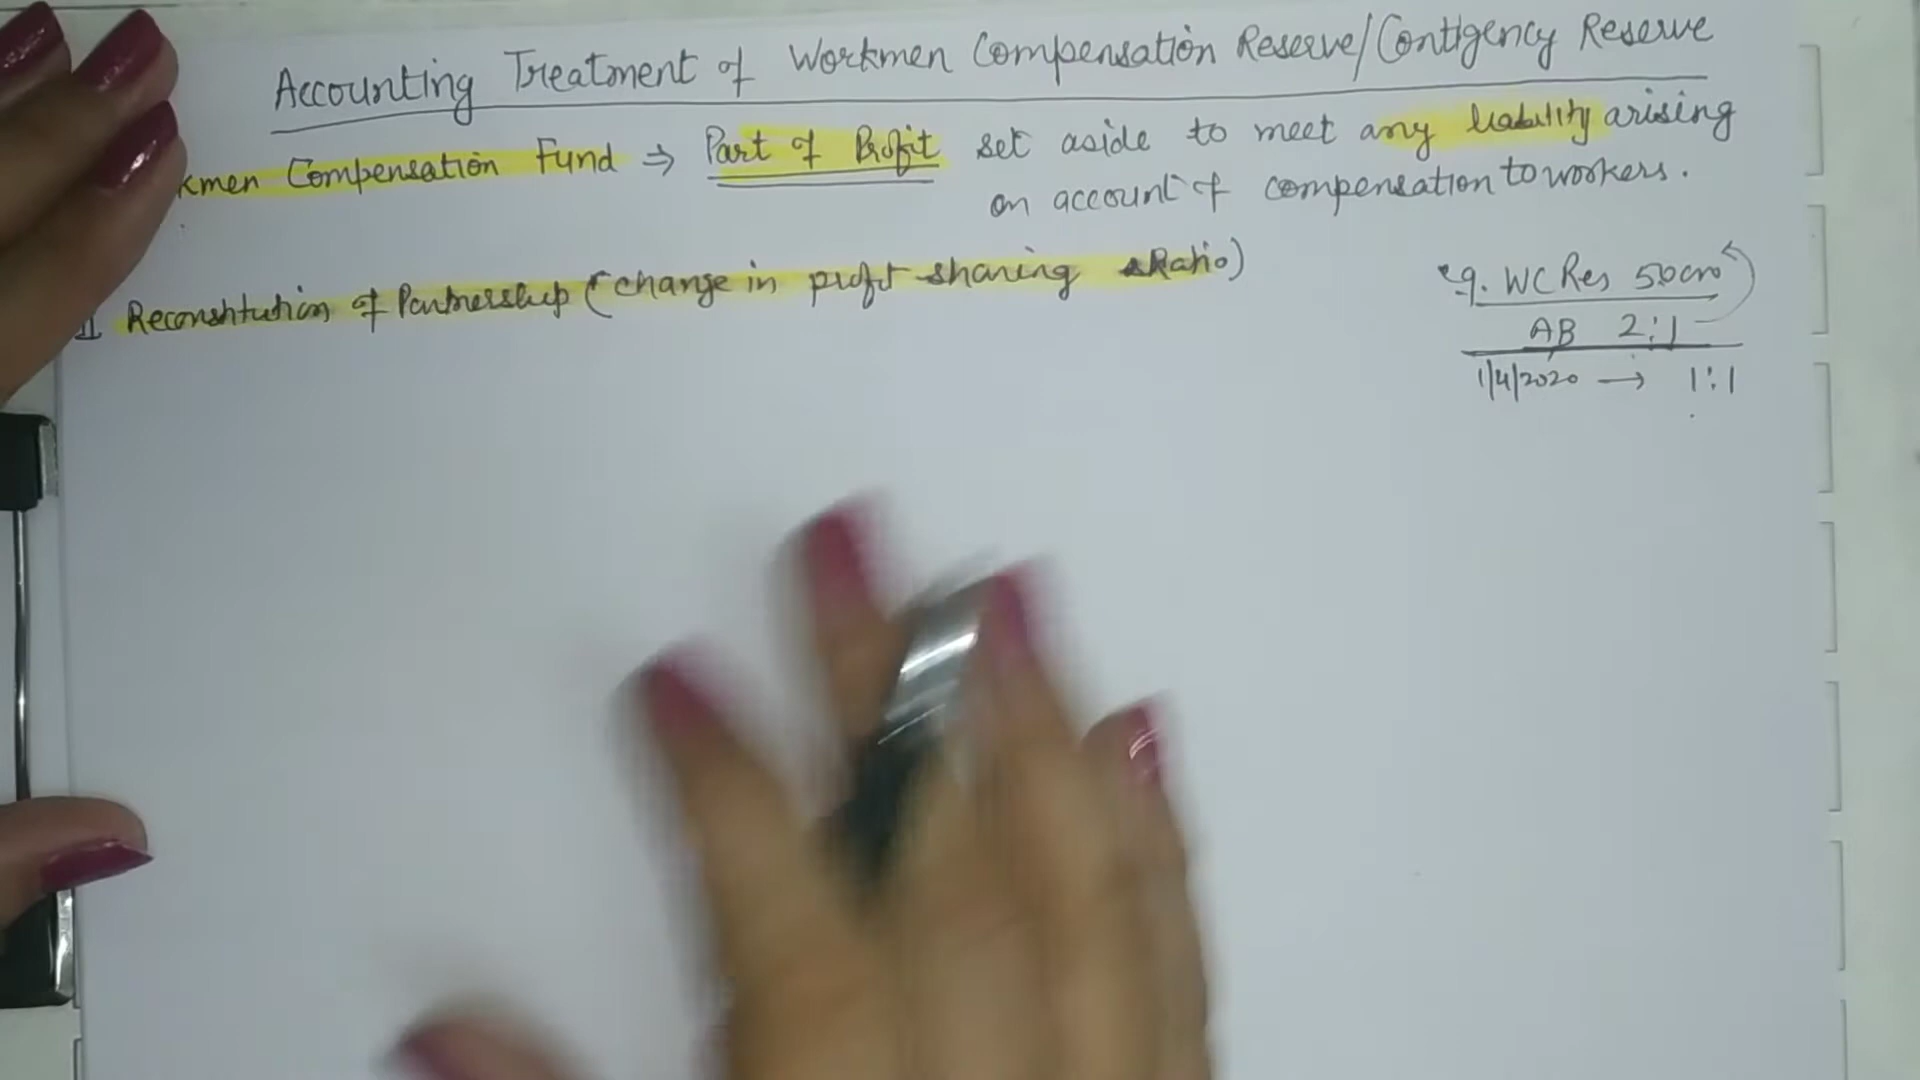 Accounting Treatment of Workmen Compensation Reserve/Contigency Reserve
kmen Compensation Fund ⇒ Part of Profit set aside to meet any liability arising
on account of compensation to workers.
II Reconstitution of Partnership (change in profit sharing Ratio)
eg. WC Res 50000
AB 2:1
1/4/2020 → 1:1